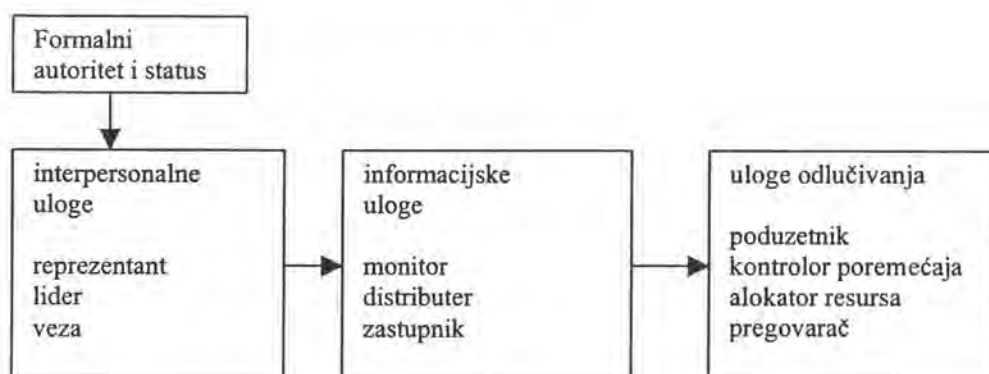 Formalni
autoritet i status
interpersonalne
uloge
reprezentant
lider
veza
informacijske
uloge
monitor
distributer
zastupnik
uloge odlučivanja
poduzetnik
kontrolor poremećaja
alokator resursa
pregovarač